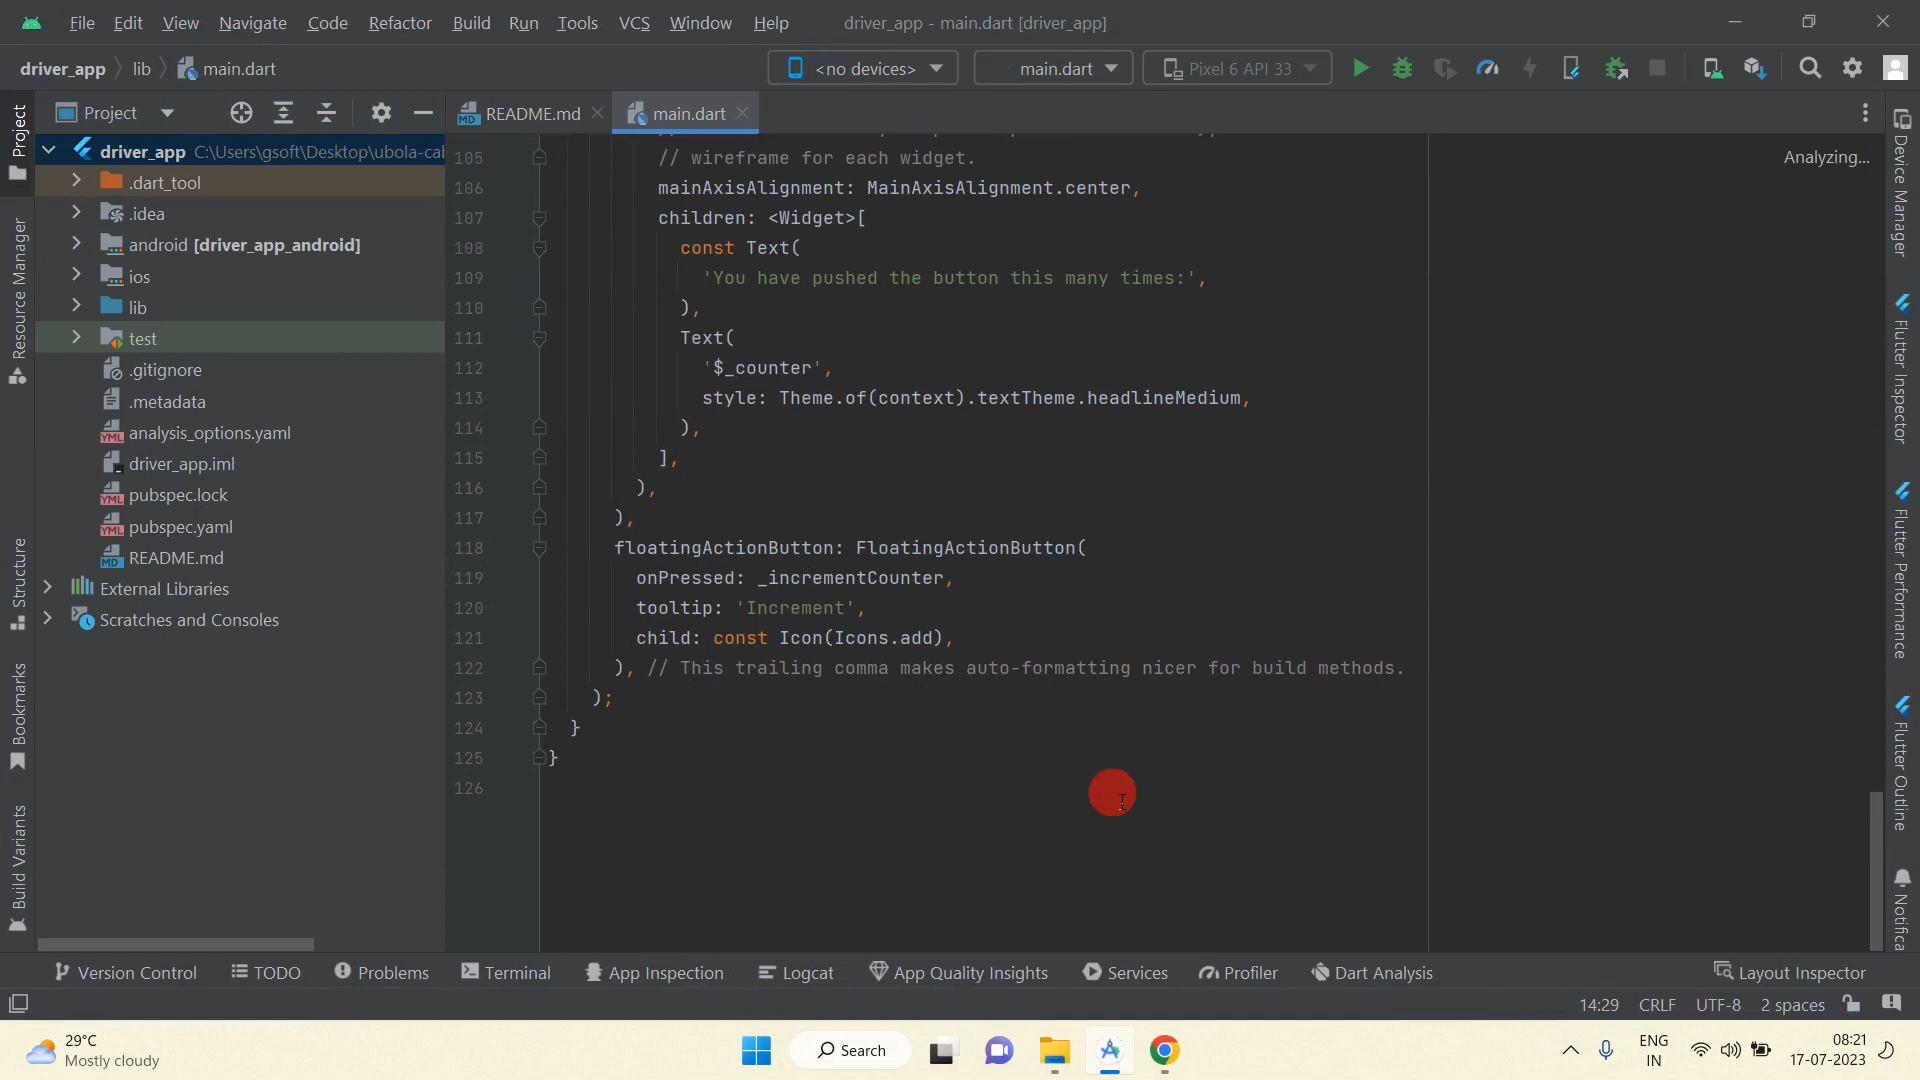 File Edit View Navigate Code Refactor Build Run Tools VCS Window Help driver_app - main.dart [driver_app]
driver_app lib main.dart <no devices> main.dart Pixel 6 API 33
Project
README.md main.dart
driver_app C:\Users\gsoft\Desktop\ubola-cab
.dart_tool
.idea
android [driver_app_android]
ios
lib
test
.gitignore
.metadata
analysis_options.yaml
driver_app.iml
pubspec.lock
pubspec.yaml
README.md
External Libraries
Scratches and Consoles
Project
Resource Manager
Structure
Bookmarks
Build Variants
Analyzing...
105 // wireframe for each widget.
106 mainAxisAlignment: MainAxisAlignment.center,
107 children: <Widget>[
108 const Text(
109 'You have pushed the button this many times:',
110 ),
111 Text(
112 '$_counter',
113 style: Theme.of(context).textTheme.headlineMedium,
114 ),
115 ],
116 ),
117 ),
118 floatingActionButton: FloatingActionButton(
119 onPressed: _incrementCounter,
120 tooltip: 'Increment',
121 child: const Icon(Icons.add),
122 ), // This trailing comma makes auto-formatting nicer for build methods.
123 );
124 }
125 }
126
Device Manager
Flutter Inspector
Flutter Performance
Flutter Outline
Notifica
Version Control TODO Problems Terminal App Inspection Logcat App Quality Insights Services Profiler Dart Analysis Layout Inspector
14:29 CRLF UTF-8 2 spaces
29°C
Mostly cloudy
Search
ENG
IN
08:21
17-07-2023